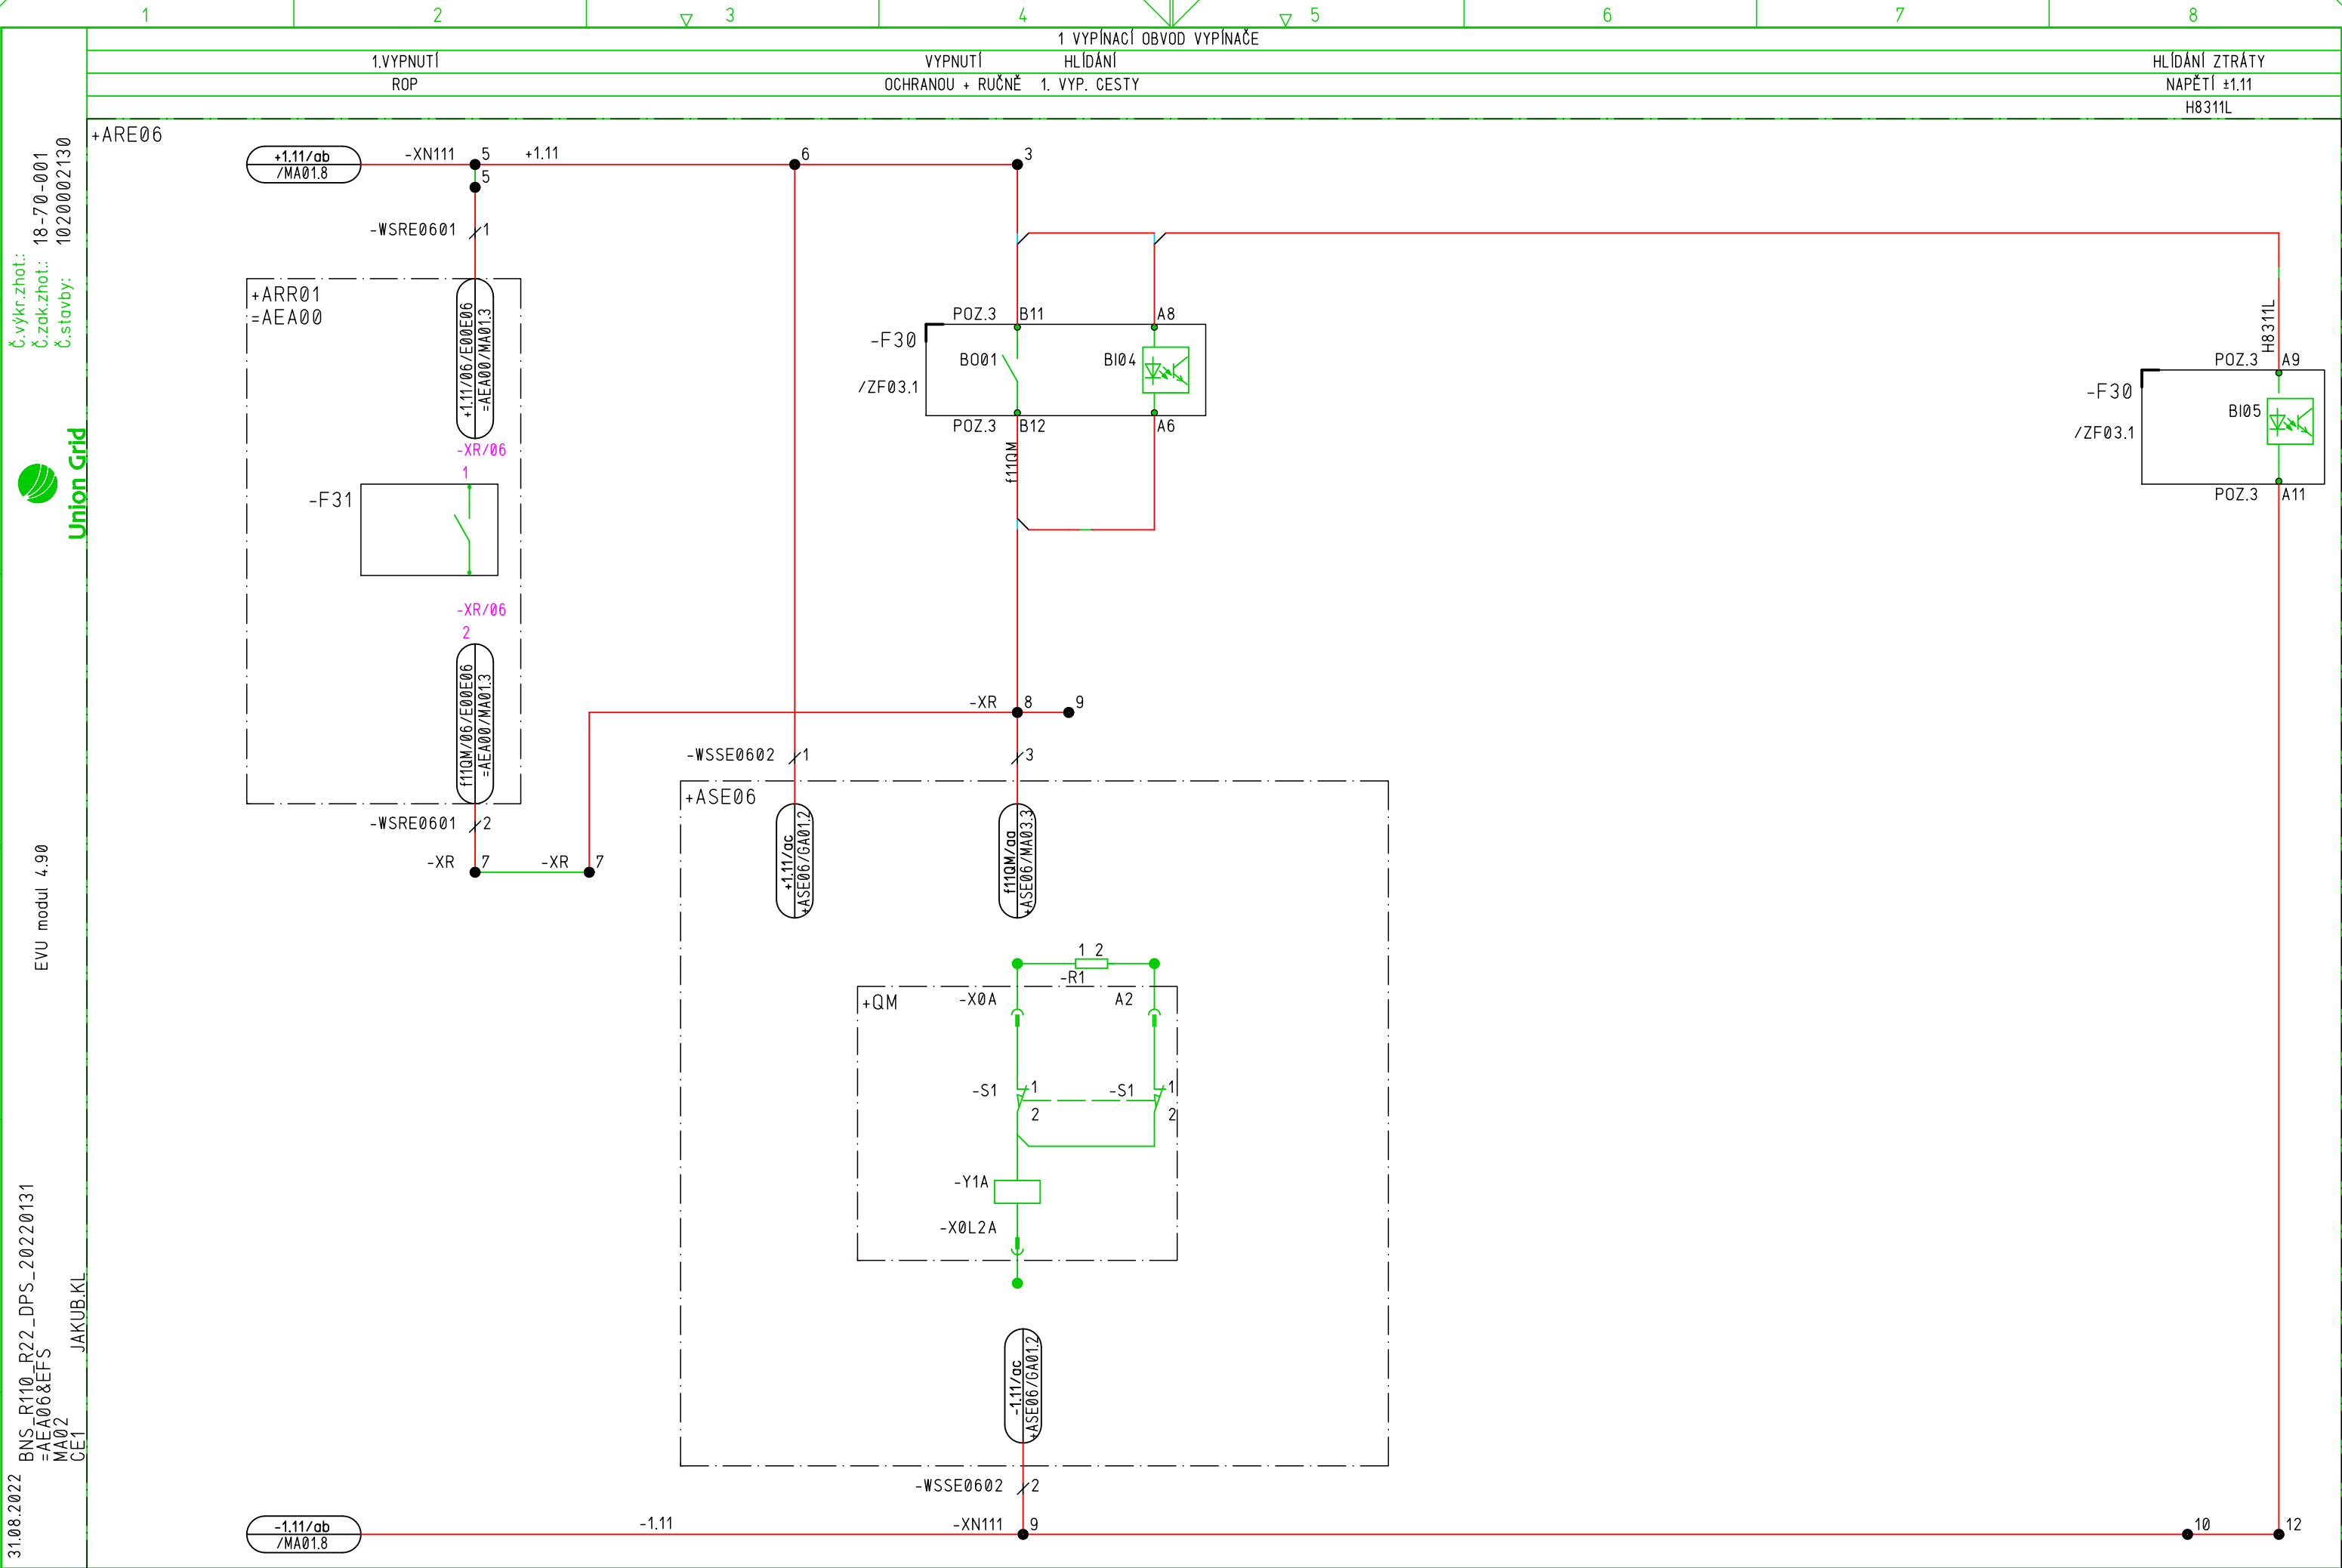 1 2 3 4 5 6 7 8
1 VYPÍNACÍ OBVOD VYPÍNAČE
1.VYPNUTÍ
ROP
VYPNUTÍ HLÍDÁNÍ
OCHRANOU + RUČNĚ 1. VYP. CESTY
HLÍDÁNÍ ZTRÁTY
NAPĚTÍ ±1.11
H8311L
+ARE06
+1.11/ab
/MA01.8
-XN111
5
+1.11
6
3
5
-WSRE0601
1
+ARR01
=AEA00
+1.11/06/E00E06
=AEA00/MA01.3
-XR/06
1
-F31
-XR/06
2
f11QM/06/E00E06
=AEA00/MA01.3
-WSRE0601
2
-XR
7
-XR
7
POZ.3
B11
A8
-F30
BO01
BI04
/ZF03.1
POZ.3
B12
A6
f11QM
H8311L
POZ.3
A9
-F30
BI05
/ZF03.1
POZ.3
A11
-XR
8
9
-WSSE0602
1
3
+ASE06
+1.11/ac
+ASE06/GA01.2
f11QM/aa
+ASE06/MA03.3
1 2
-R1
+QM
-X0A
A2
-S1
1
2
-S1
1
2
-Y1A
-X0L2A
-1.11/ac
+ASE06/GA01.2
-WSSE0602
2
-1.11/ab
/MA01.8
-1.11
-XN111
9
10
12
Č.výkr.zhot.:
Č.zak.zhot.: 18-70-001
Č.stavby: 1020002130
Union Grid
EVU modul 4.90
BNS_R110_R22_DPS_20220131
=AEA06&EFS
MA02
CE1
JAKUB.KL
31.08.2022